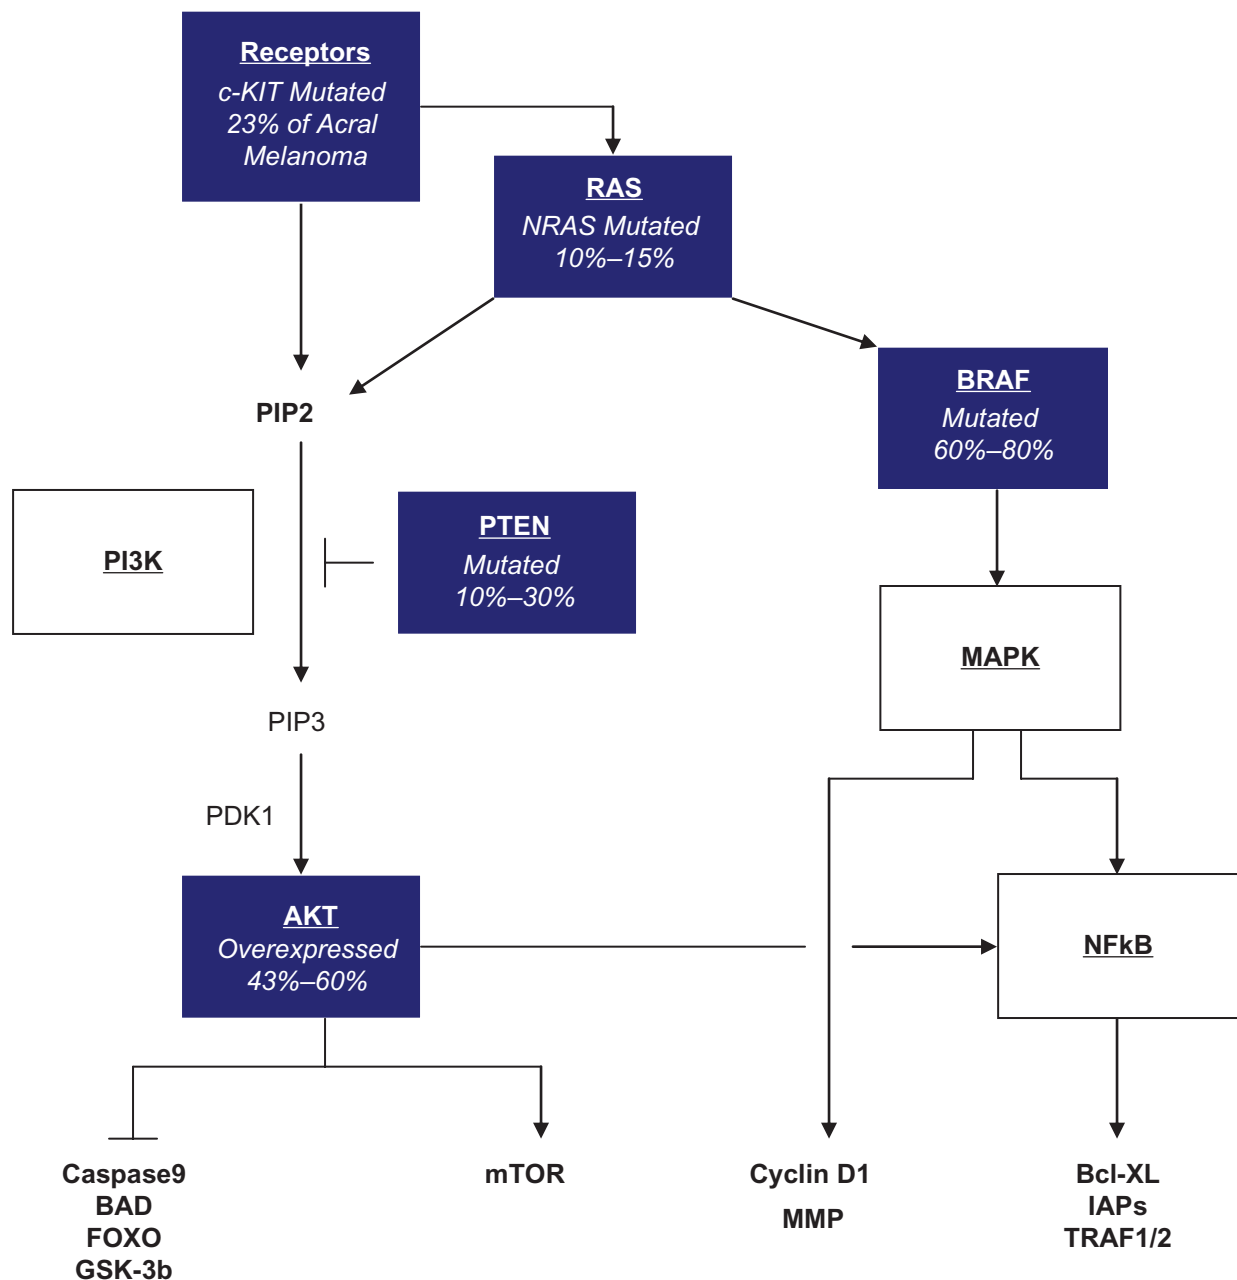 Receptors
c-KIT Mutated
23% of Acral
Melanoma
RAS
NRAS Mutated
10%–15%
BRAF
Mutated
60%–80%
PIP2
PI3K
PTEN
Mutated
10%–30%
MAPK
PIP3
PDK1
AKT
Overexpressed
43%–60%
NFkB
Caspase9
BAD
FOXO
GSK-3b
mTOR
Cyclin D1
MMP
Bcl-XL
IAPs
TRAF1/2